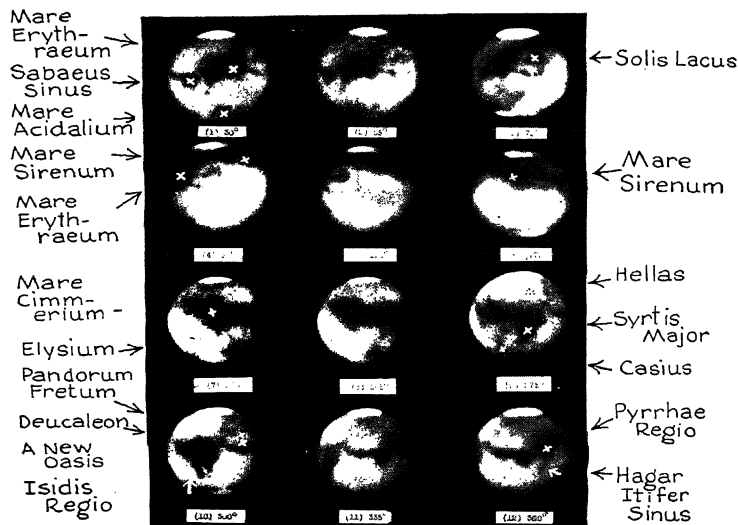 Mare
Eryth-
raeum
Sabaeus
Sinus
Mare
Acidalium
Solis Lacus
(1) 30°
Mare
Sirenum
Mare
Eryth-
raeum
Mare
Sirenum
Mare
Cimm-
erium -
Elysium
Hellas
Syrtis
Major
Casius
Pandorum
Fretum
Deucaleon
A New
Oasis
Isidis
Regio
Pyrrhae
Regio
Hagar
Itifer
Sinus
(10) 300°
(11) 335°
(12) 360°